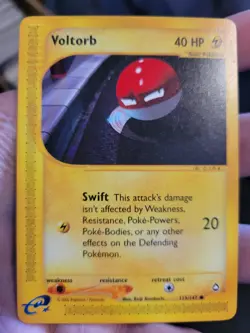 Voltorb 40 HP
Swift This attack's damage
isn't affected by Weakness,
Resistance, Poké-Powers,
Poké-Bodies, or any other
effects on the Defending
Pokémon.
20
weakness resistance retreat cost